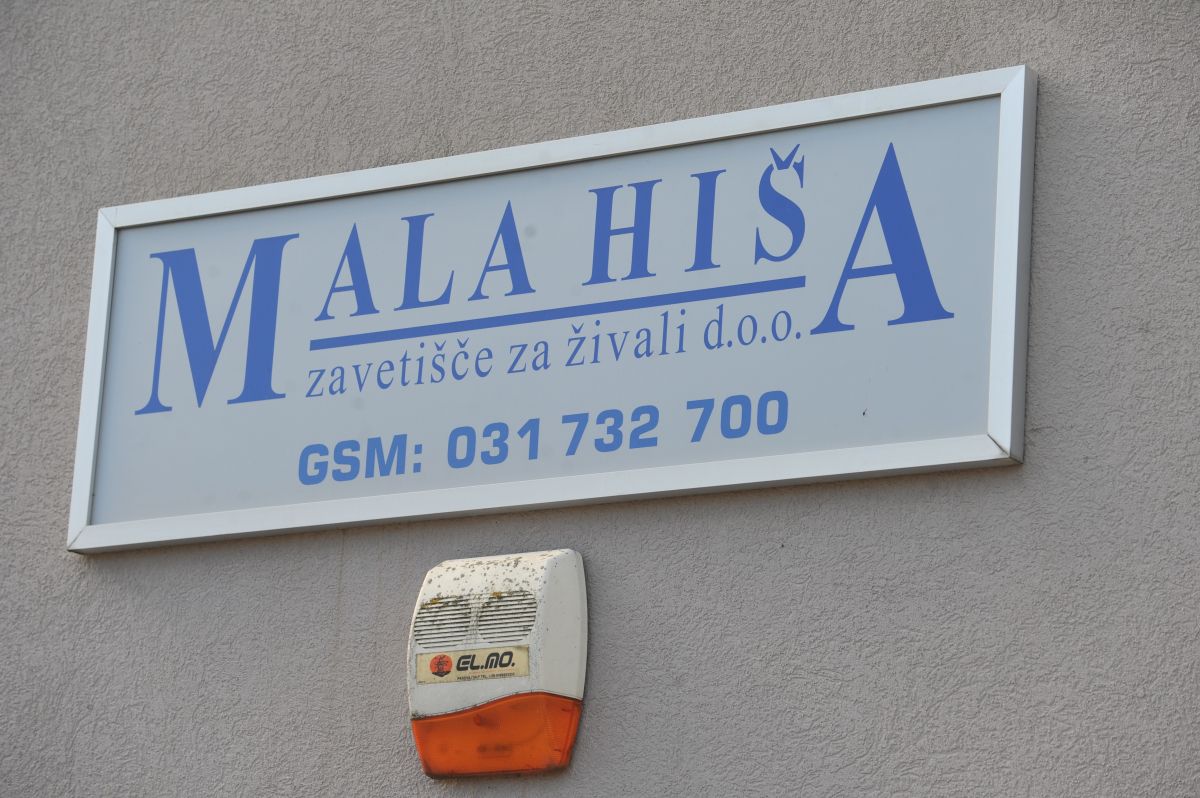 MALA HIŠA
zavetišče za živali d.o.o.
GSM: 031 732 700
EL.MO.